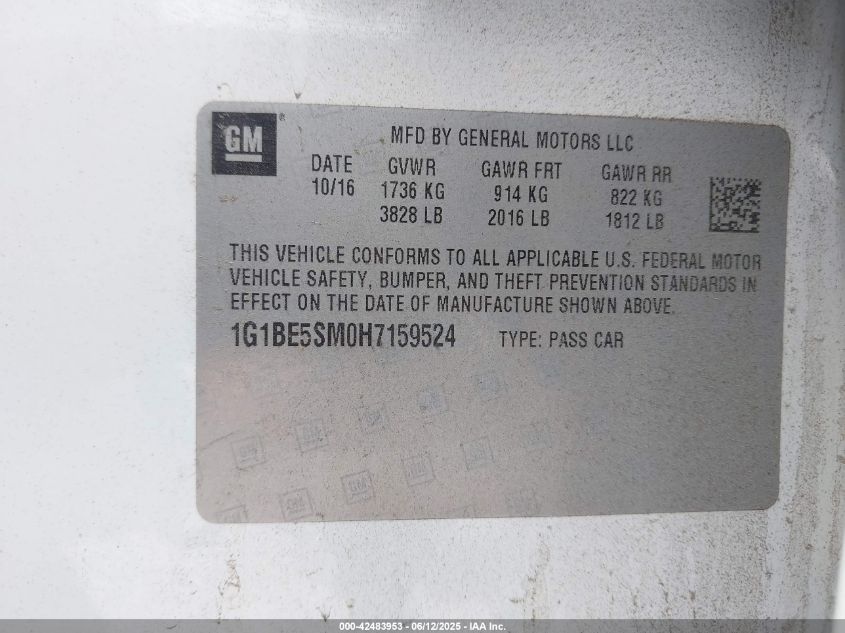 GM ®
MFD BY GENERAL MOTORS LLC
DATE GVWR GAWR FRT GAWR RR
10/16 1736 KG 914 KG 822 KG
3828 LB 2016 LB 1812 LB
THIS VEHICLE CONFORMS TO ALL APPLICABLE U.S. FEDERAL MOTOR
VEHICLE SAFETY, BUMPER, AND THEFT PREVENTION STANDARDS IN
EFFECT ON THE DATE OF MANUFACTURE SHOWN ABOVE.
1G1BE5SM0H7159524 TYPE: PASS CAR
000-42483953 - 06/12/2025 - IAA Inc.